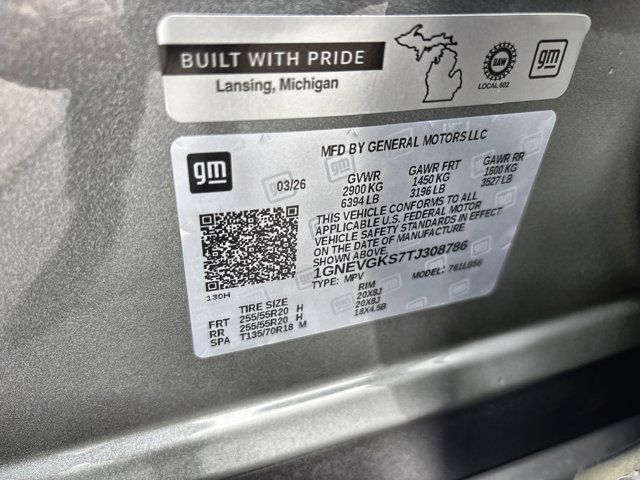 BUILT WITH PRIDE
Lansing, Michigan
UAW
LOCAL 602
gm
MFD BY GENERAL MOTORS LLC
gm
03/26
GVWR GAWR FRT GAWR RR
2900 KG 1450 KG 1600 KG
6394 LB 3196 LB 3527 LB
THIS VEHICLE CONFORMS TO ALL
APPLICABLE U.S. FEDERAL MOTOR
VEHICLE SAFETY STANDARDS IN EFFECT
ON THE DATE OF MANUFACTURE
SHOWN ABOVE.
1GNEVGKS7TJ308786
TYPE: MPV MODEL: 761LB56
130H
TIRE SIZE RIM
FRT 255/55R20 H 20X8J
RR 255/55R20 H 20X8J
SPA T135/70R18 M 18X4.5B